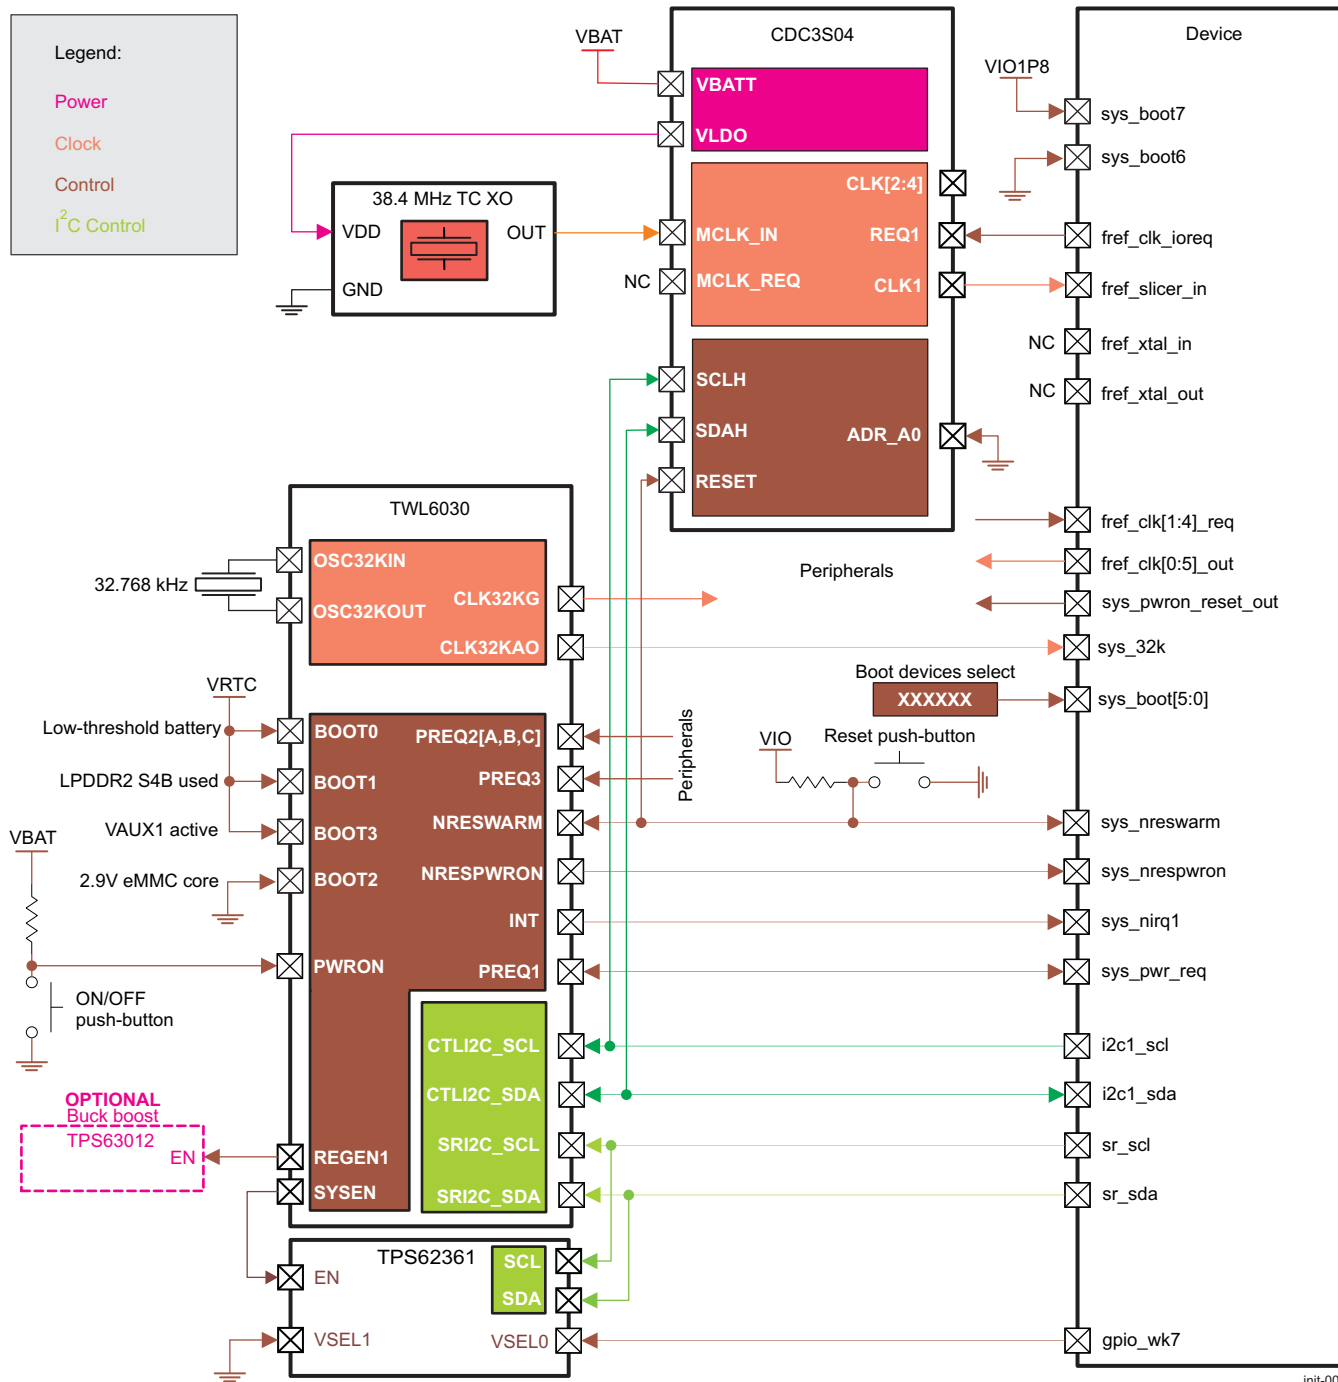 Legend:
Power
Clock
Control
I2C Control
VBAT
CDC3S04
VBATT
VLDO
CLK[2:4]
MCLK_IN
REQ1
NC
MCLK_REQ
CLK1
SCLH
SDAH
ADR_A0
RESET
38.4 MHz TC XO
VDD
OUT
GND
Device
VIO1P8
sys_boot7
sys_boot6
fref_clk_ioreq
fref_slicer_in
NC
fref_xtal_in
NC
fref_xtal_out
fref_clk[1:4]_req
fref_clk[0:5]_out
sys_pwron_reset_out
sys_32k
sys_boot[5:0]
sys_nreswarm
sys_nrespwron
sys_nirq1
sys_pwr_req
i2c1_scl
i2c1_sda
sr_scl
sr_sda
gpio_wk7
Peripherals
Boot devices select
XXXXXX
VIO
Reset push-button
Peripherals
TWL6030
32.768 kHz
OSC32KIN
OSC32KOUT
CLK32KG
CLK32KAO
VRTC
Low-threshold battery
BOOT0
PREQ2[A,B,C]
LPDDR2 S4B used
BOOT1
PREQ3
VAUX1 active
BOOT3
NRESWARM
2.9V eMMC core
BOOT2
NRESPWRON
INT
VBAT
PWRON
PREQ1
ON/OFF
push-button
CTLI2C_SCL
CTLI2C_SDA
SRI2C_SCL
SRI2C_SDA
OPTIONAL
Buck boost
TPS63012
EN
REGEN1
SYSEN
TPS62361
SCL
SDA
EN
VSEL1
VSEL0
init-00